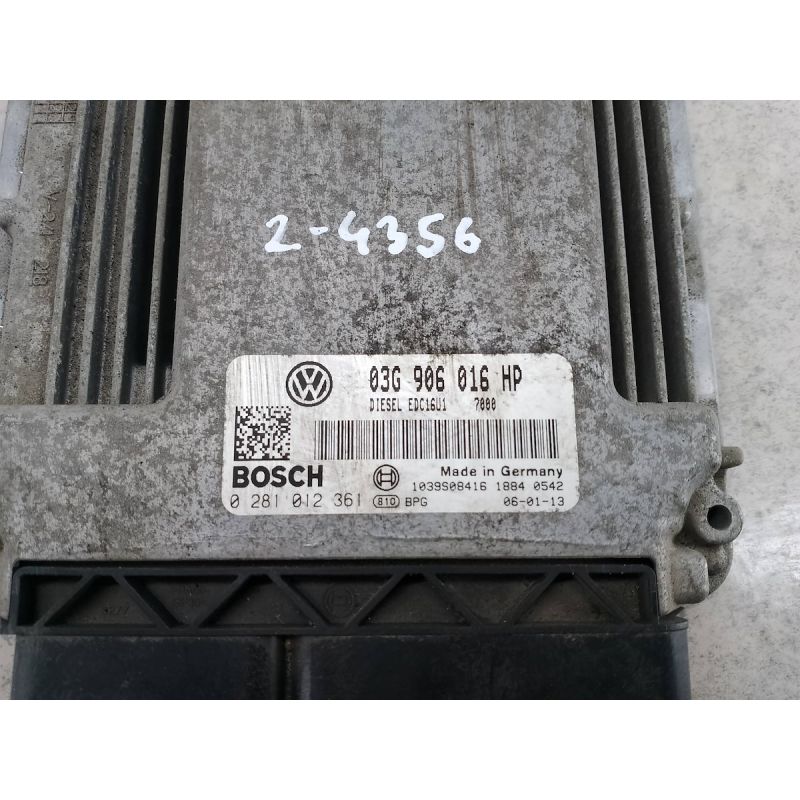 2-4356
03G 906 016 HP
DIESEL EDC16U1 7000
BOSCH
Made in Germany
1039S08416 1884 0542
0 281 012 361
810 BPG
06-01-13